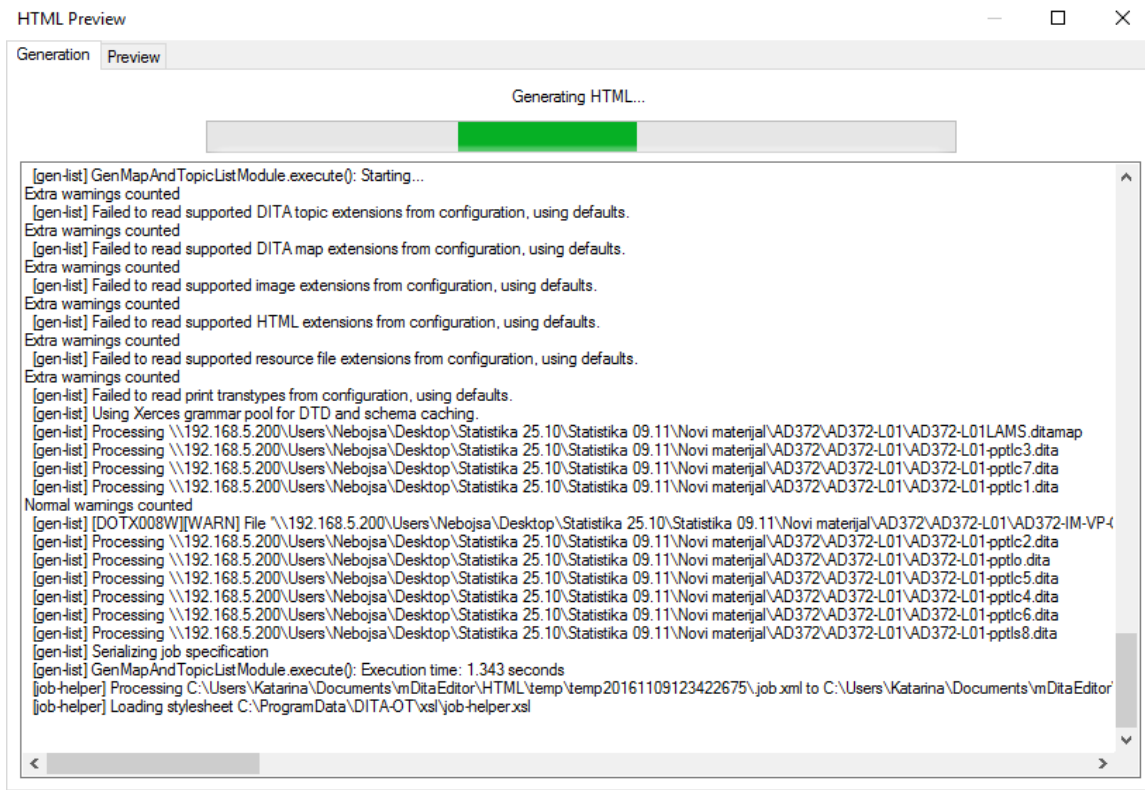 HTML Preview
Generation Preview
Generating HTML...
[gen-list] GenMapAndTopicListModule.execute(): Starting...
Extra warnings counted
[gen-list] Failed to read supported DITA topic extensions from configuration, using defaults.
Extra warnings counted
[gen-list] Failed to read supported DITA map extensions from configuration, using defaults.
Extra warnings counted
[gen-list] Failed to read supported image extensions from configuration, using defaults.
Extra warnings counted
[gen-list] Failed to read supported HTML extensions from configuration, using defaults.
Extra warnings counted
[gen-list] Failed to read supported resource file extensions from configuration, using defaults.
Extra warnings counted
[gen-list] Failed to read print transtypes from configuration, using defaults.
[gen-list] Using Xerces grammar pool for DTD and schema caching.
[gen-list] Processing \\192.168.5.200\Users\Nebojsa\Desktop\Statistika 25.10\Statistika 09.11\Novi materijal\AD372\AD372-L01\AD372-L01LAMS.ditamap
[gen-list] Processing \\192.168.5.200\Users\Nebojsa\Desktop\Statistika 25.10\Statistika 09.11\Novi materijal\AD372\AD372-L01\AD372-L01-pptlc3.dita
[gen-list] Processing \\192.168.5.200\Users\Nebojsa\Desktop\Statistika 25.10\Statistika 09.11\Novi materijal\AD372\AD372-L01\AD372-L01-pptlc7.dita
[gen-list] Processing \\192.168.5.200\Users\Nebojsa\Desktop\Statistika 25.10\Statistika 09.11\Novi materijal\AD372\AD372-L01\AD372-L01-pptlc1.dita
Normal warnings counted
[gen-list] [DOTX008W][WARN] File "\\192.168.5.200\Users\Nebojsa\Desktop\Statistika 25.10\Statistika 09.11\Novi materijal\AD372\AD372-L01\AD372-IM-VP-
[gen-list] Processing \\192.168.5.200\Users\Nebojsa\Desktop\Statistika 25.10\Statistika 09.11\Novi materijal\AD372\AD372-L01\AD372-L01-pptlc2.dita
[gen-list] Processing \\192.168.5.200\Users\Nebojsa\Desktop\Statistika 25.10\Statistika 09.11\Novi materijal\AD372\AD372-L01\AD372-L01-pptlo.dita
[gen-list] Processing \\192.168.5.200\Users\Nebojsa\Desktop\Statistika 25.10\Statistika 09.11\Novi materijal\AD372\AD372-L01\AD372-L01-pptlc5.dita
[gen-list] Processing \\192.168.5.200\Users\Nebojsa\Desktop\Statistika 25.10\Statistika 09.11\Novi materijal\AD372\AD372-L01\AD372-L01-pptlc4.dita
[gen-list] Processing \\192.168.5.200\Users\Nebojsa\Desktop\Statistika 25.10\Statistika 09.11\Novi materijal\AD372\AD372-L01\AD372-L01-pptlc6.dita
[gen-list] Processing \\192.168.5.200\Users\Nebojsa\Desktop\Statistika 25.10\Statistika 09.11\Novi materijal\AD372\AD372-L01\AD372-L01-pptls8.dita
[gen-list] Serializing job specification
[gen-list] GenMapAndTopicListModule.execute(): Execution time: 1.343 seconds
[job-helper] Processing C:\Users\Katarina\Documents\mDitaEditor\HTML\temp\temp20161109123422675\.job.xml to C:\Users\Katarina\Documents\mDitaEditor\
[job-helper] Loading stylesheet C:\ProgramData\DITA-OT\xsl\job-helper.xsl